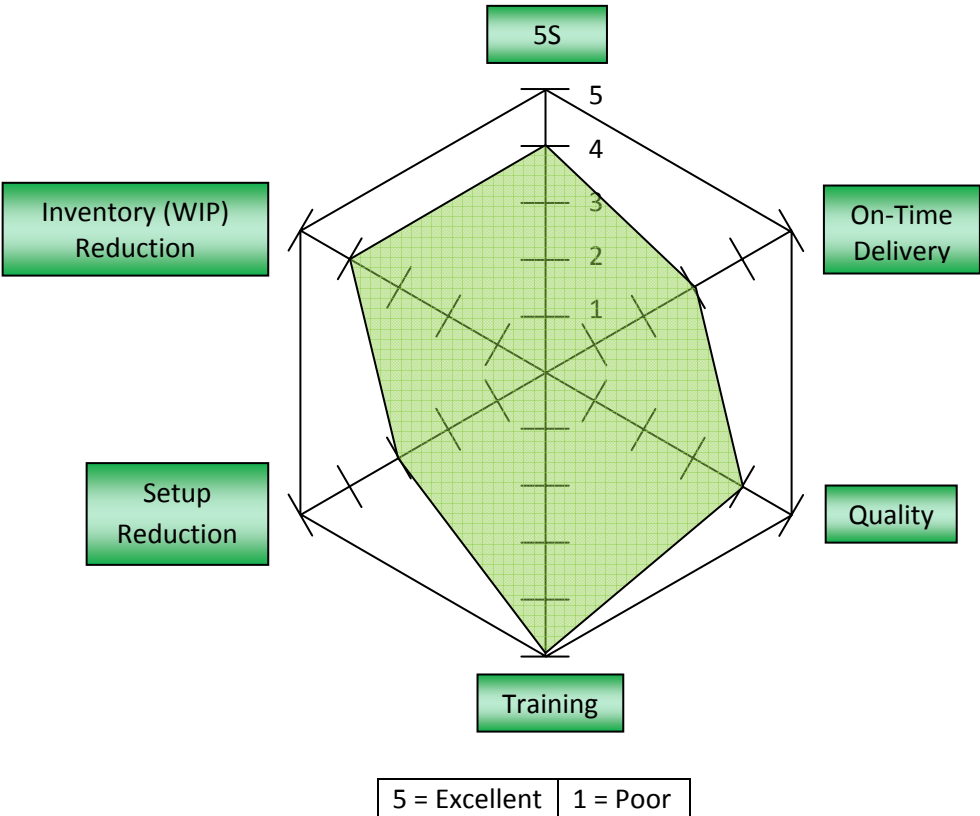 5S
5
4
3
2
1
Inventory (WIP)
Reduction
On-Time
Delivery
Setup
Reduction
Quality
Training
5 = Excellent 1 = Poor